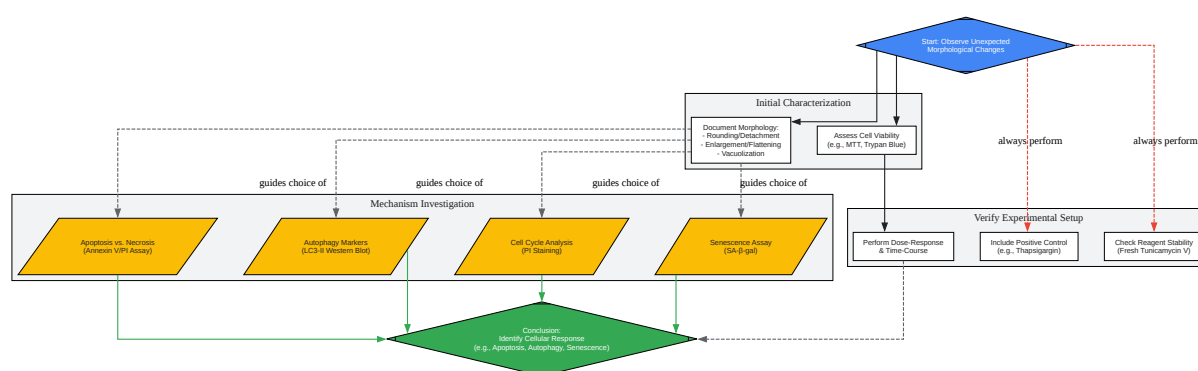 Start: Observe Unexpected
Morphological Changes
Initial Characterization
Document Morphology:
- Rounding/Detachment
- Enlargement/Flattening
- Vacuolization
Assess Cell Viability
(e.g., MTT, Trypan Blue)
always perform
always perform
guides choice of
guides choice of
guides choice of
guides choice of
Mechanism Investigation
Apoptosis vs. Necrosis
(Annexin V/PI Assay)
Autophagy Markers
(LC3-II Western Blot)
Cell Cycle Analysis
(PI Staining)
Senescence Assay
(SA-β-gal)
Verify Experimental Setup
Perform Dose-Response
& Time-Course
Include Positive Control
(e.g., Thapsigargin)
Check Reagent Stability
(Fresh Tunicamycin V)
Conclusion:
Identify Cellular Response
(e.g., Apoptosis, Autophagy, Senescence)